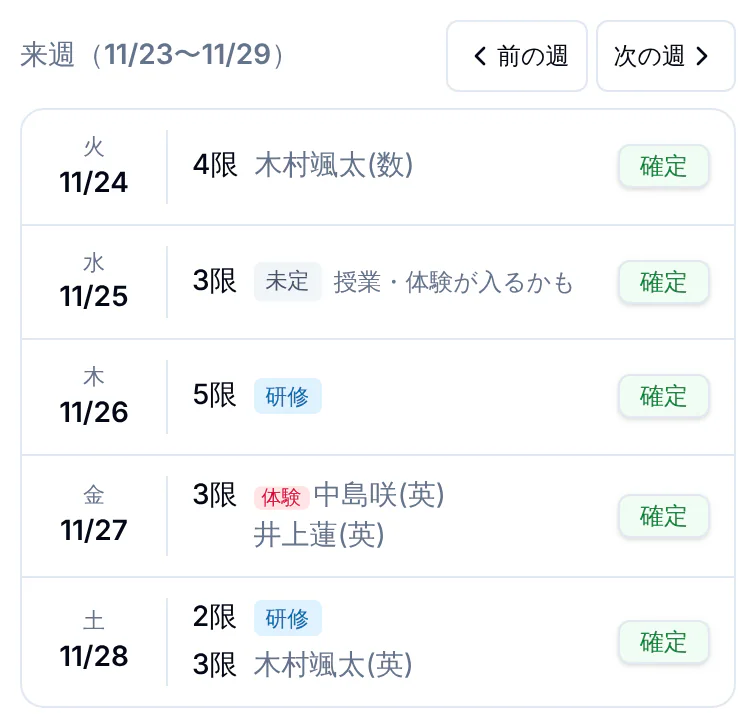 来週（11/23〜11/29）
前の週 次の週
火
11/24
4限 木村颯太(数) 確定
水
11/25
3限 未定 授業・体験が入るかも 確定
木
11/26
5限 研修 確定
金
11/27
3限 体験 中島咲(英)
井上蓮(英)
確定
土
11/28
2限 研修
3限 木村颯太(英)
確定